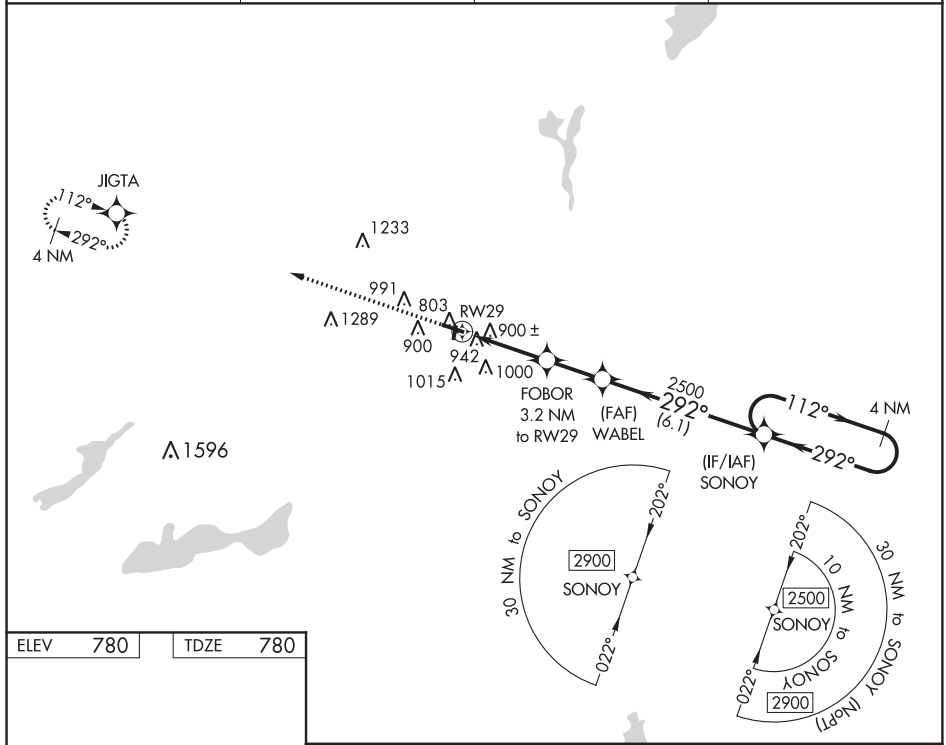 JIGTA
112°
292°
4 NM
1233
991
803
RW29
1289
900 ±
900
942
1000
1015
FOBOR
3.2 NM
to RW29
(FAF)
WABEL
2500
292°
(6.1)
112°
4 NM
292°
(IF/IAF)
SONOY
1596
30 NM to SONOY
202°
2900
SONOY
022°
202°
30 NM to SONOY (NoPT)
10 NM to SONOY
2500
SONOY
022°
2900
ELEV 780
TDZE 780